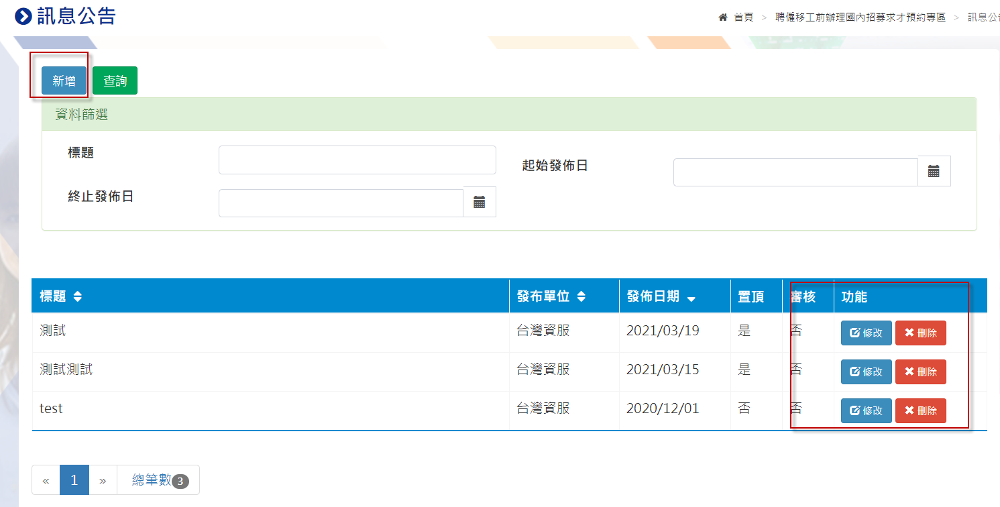 訊息公告
首頁 > 聘僱移工前辦理國內招募求才預約專區 > 訊息公告
新增 查詢
資料篩選
標題
起始發佈日
終止發佈日
標題 發布單位 發佈日期 置頂 審核 功能
測試 台灣資服 2021/03/19 是 否 修改 刪除
測試測試 台灣資服 2021/03/15 是 否 修改 刪除
test 台灣資服 2020/12/01 否 否 修改 刪除
« 1 » 總筆數 3